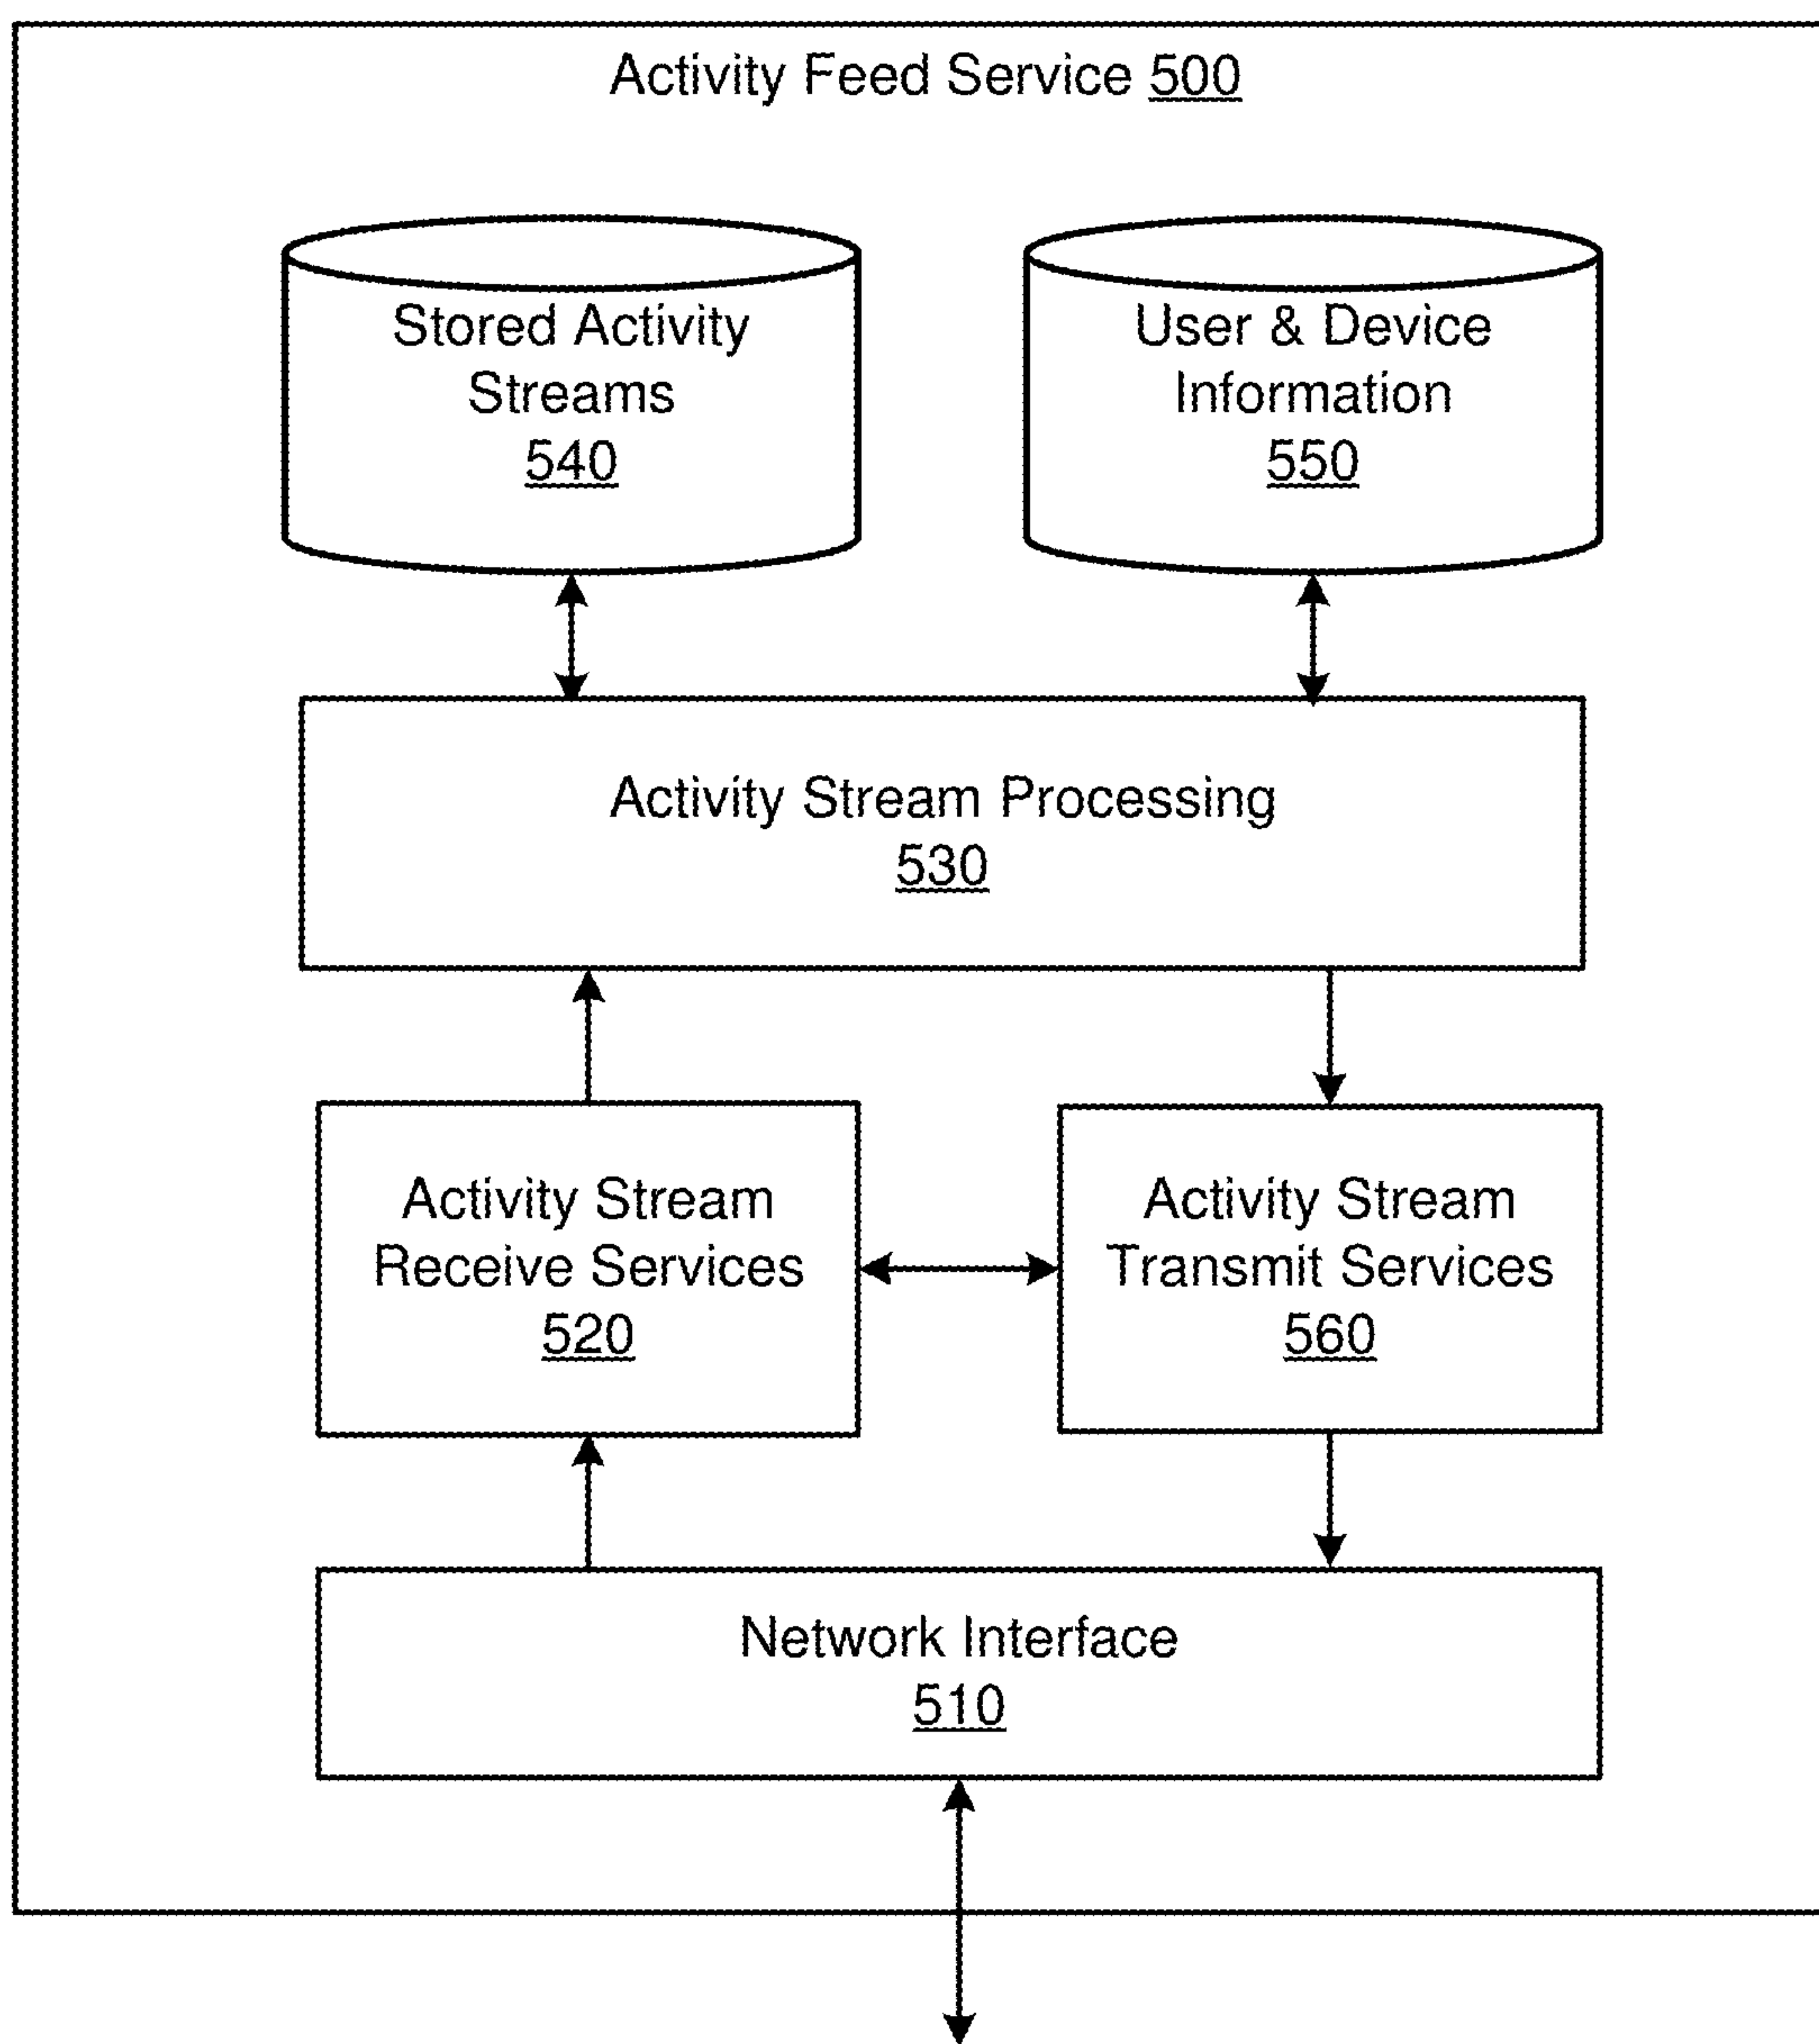 Activity Feed Service 500
Stored Activity
Streams
540
User & Device
Information
550
Activity Stream Processing
530
Activity Stream
Receive Services
520
Activity Stream
Transmit Services
560
Network Interface
510